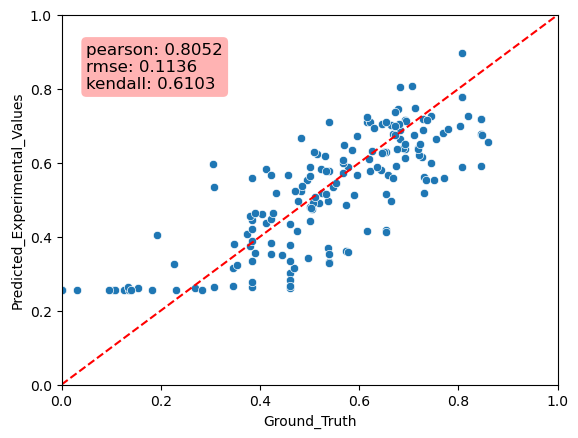 pearson: 0.8052
rmse: 0.1136
kendall: 0.6103
Predicted_Experimental_Values
1.0
0.8
0.6
0.4
0.2
0.0
0.0 0.2 0.4 0.6 0.8 1.0
Ground_Truth